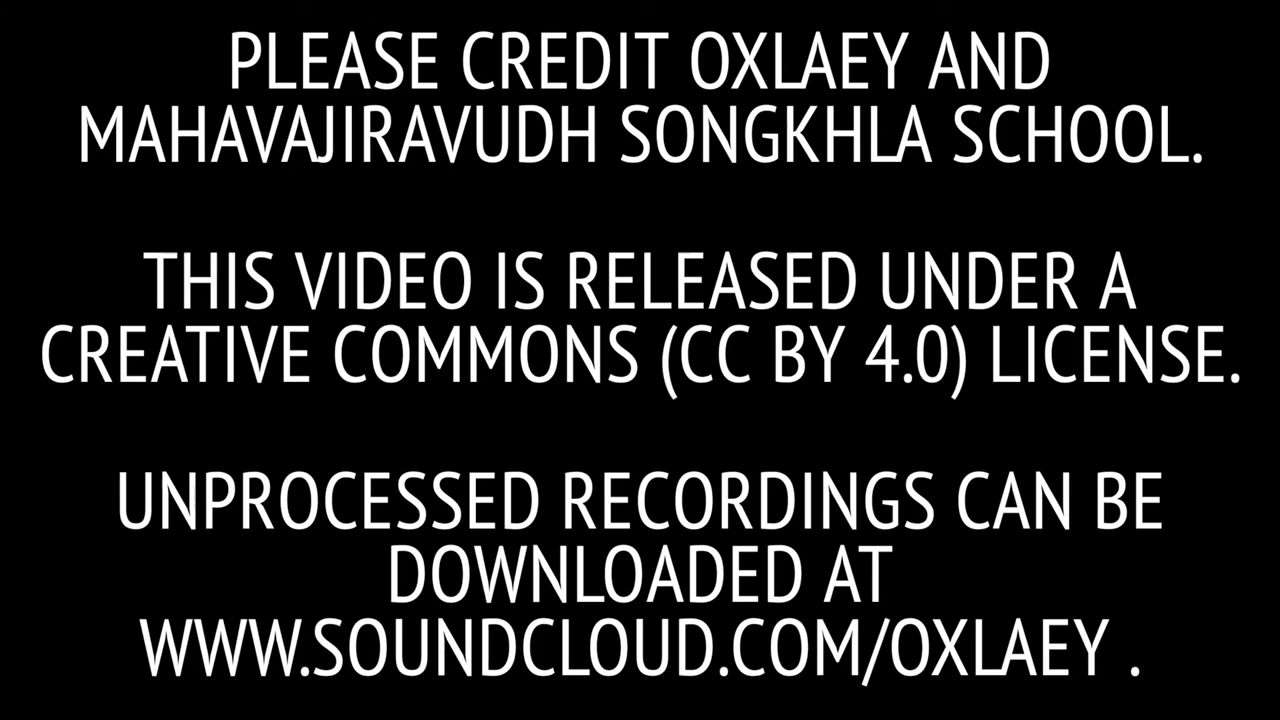 PLEASE CREDIT OXLAEY AND
MAHAVAJIRAVUDH SONGKHLA SCHOOL.
THIS VIDEO IS RELEASED UNDER A
CREATIVE COMMONS (CC BY 4.0) LICENSE.
UNPROCESSED RECORDINGS CAN BE
DOWNLOADED AT
WWW.SOUNDCLOUD.COM/OXLAEY .